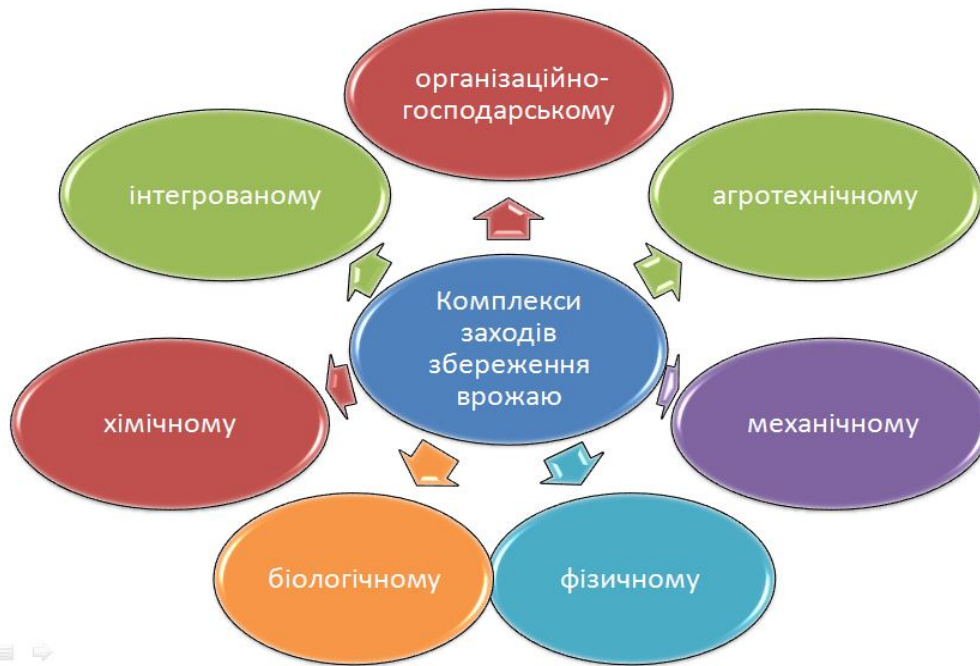 організаційно-
господарському
інтегрованому
агротехнічному
Комплекси
заходів
збереження
врожаю
хімічному
механічному
біологічному
фізичному